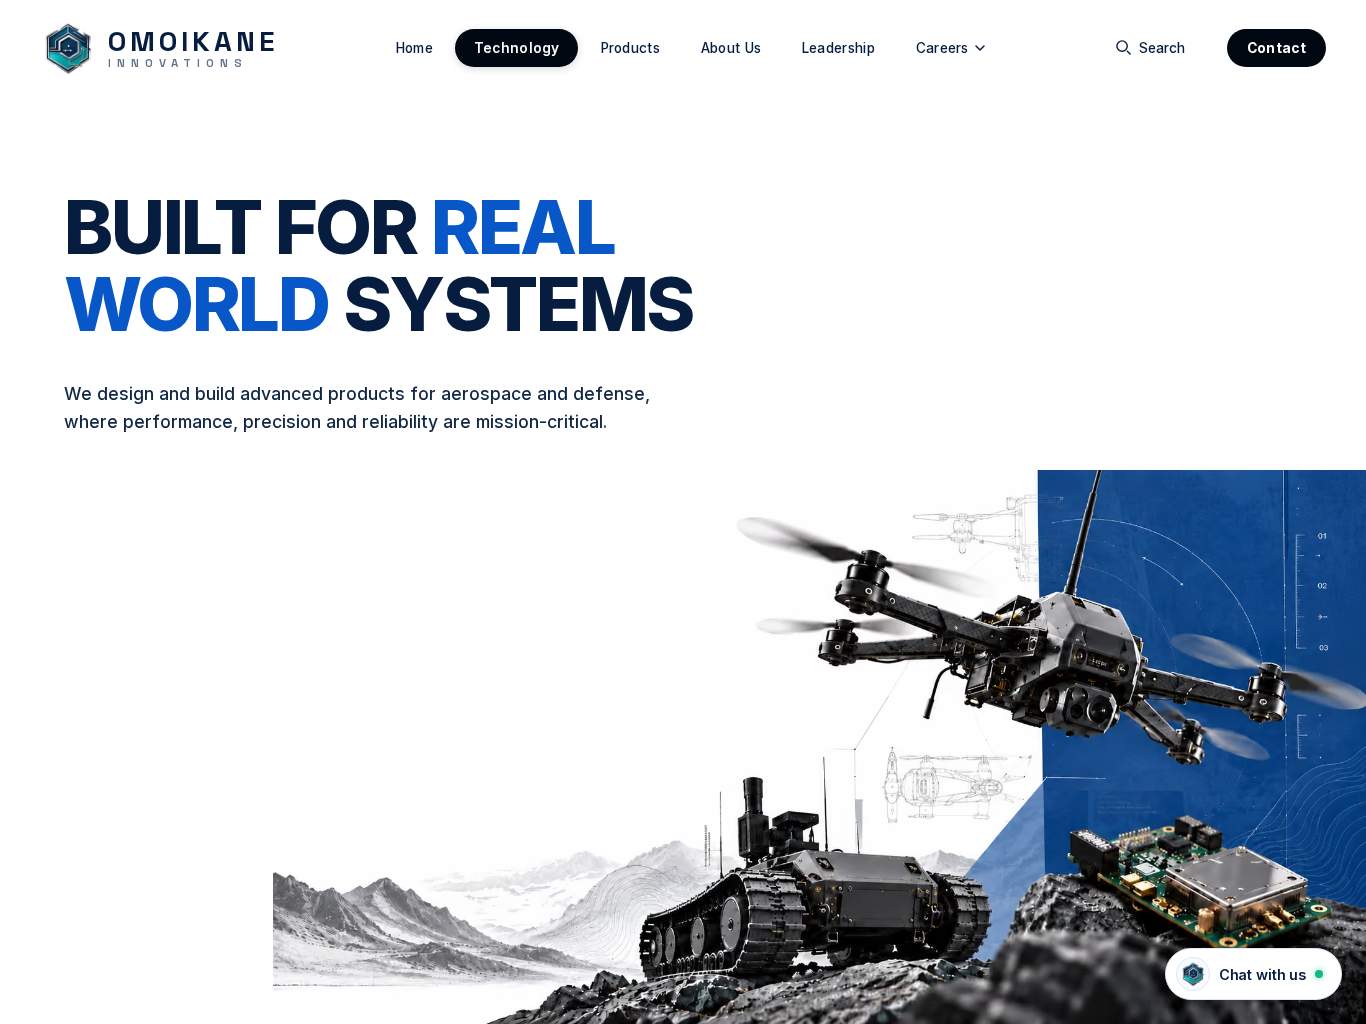 OMOIKANE
INNOVATIONS
Home
Technology
Products
About Us
Leadership
Careers
Search
Contact
BUILT FOR REAL
WORLD SYSTEMS
We design and build advanced products for aerospace and defense,
where performance, precision and reliability are mission-critical.
01
02
03
Chat with us